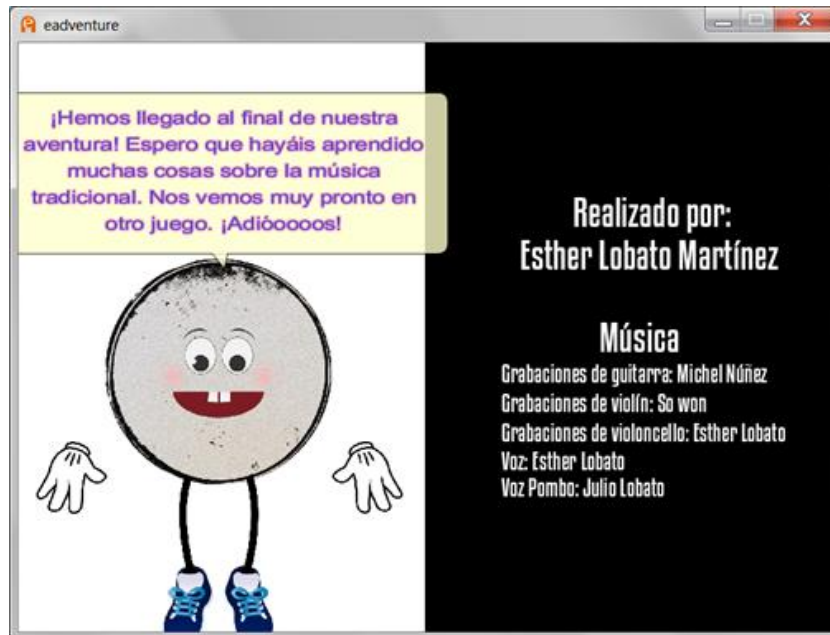 eadventure
¡Hemos llegado al final de nuestra
aventura! Espero que hayáis aprendido
muchas cosas sobre la música
tradicional. Nos vemos muy pronto en
otro juego. ¡Adióoooos!
Realizado por:
Esther Lobato Martínez
Música
Grabaciones de guitarra: Michel Núñez
Grabaciones de violín: So won
Grabaciones de violoncello: Esther Lobato
Voz: Esther Lobato
Voz Pombo: Julio Lobato